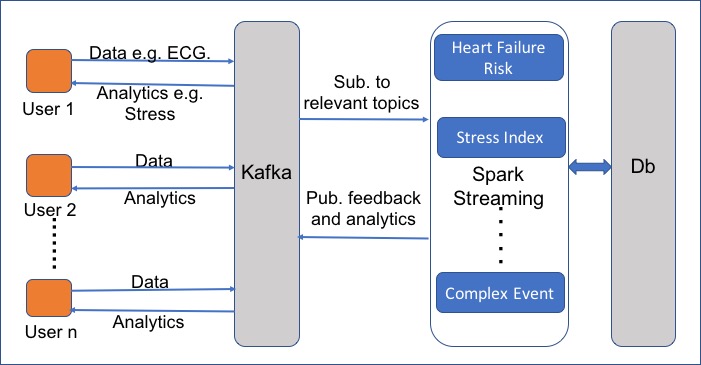 Data e.g. ECG.
User 1
Analytics e.g.
Stress
Data
User 2
Analytics
Data
User n
Analytics
Kafka
Sub. to
relevant topics
Pub. feedback
and analytics
Heart Failure
Risk
Stress Index
Spark
Streaming
Complex Event
Db